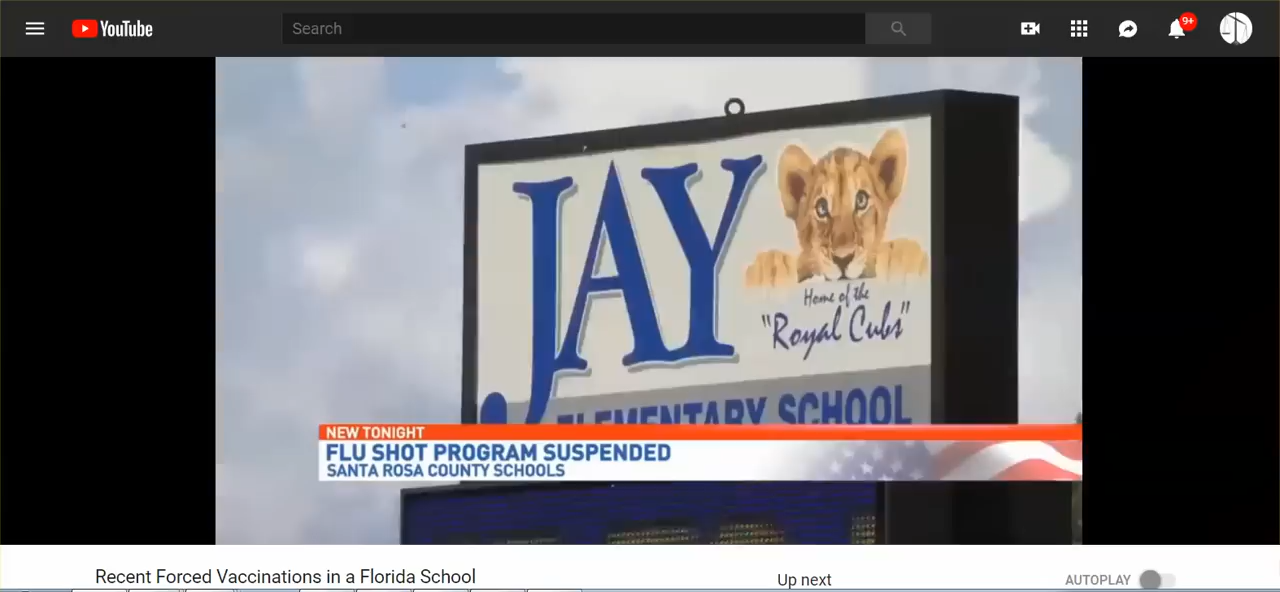 YouTube
Search
9+
JAY
Home of the
"Royal Cubs"
ELEMENTARY SCHOOL
NEW TONIGHT
FLU SHOT PROGRAM SUSPENDED
SANTA ROSA COUNTY SCHOOLS
Recent Forced Vaccinations in a Florida School
Up next
AUTOPLAY